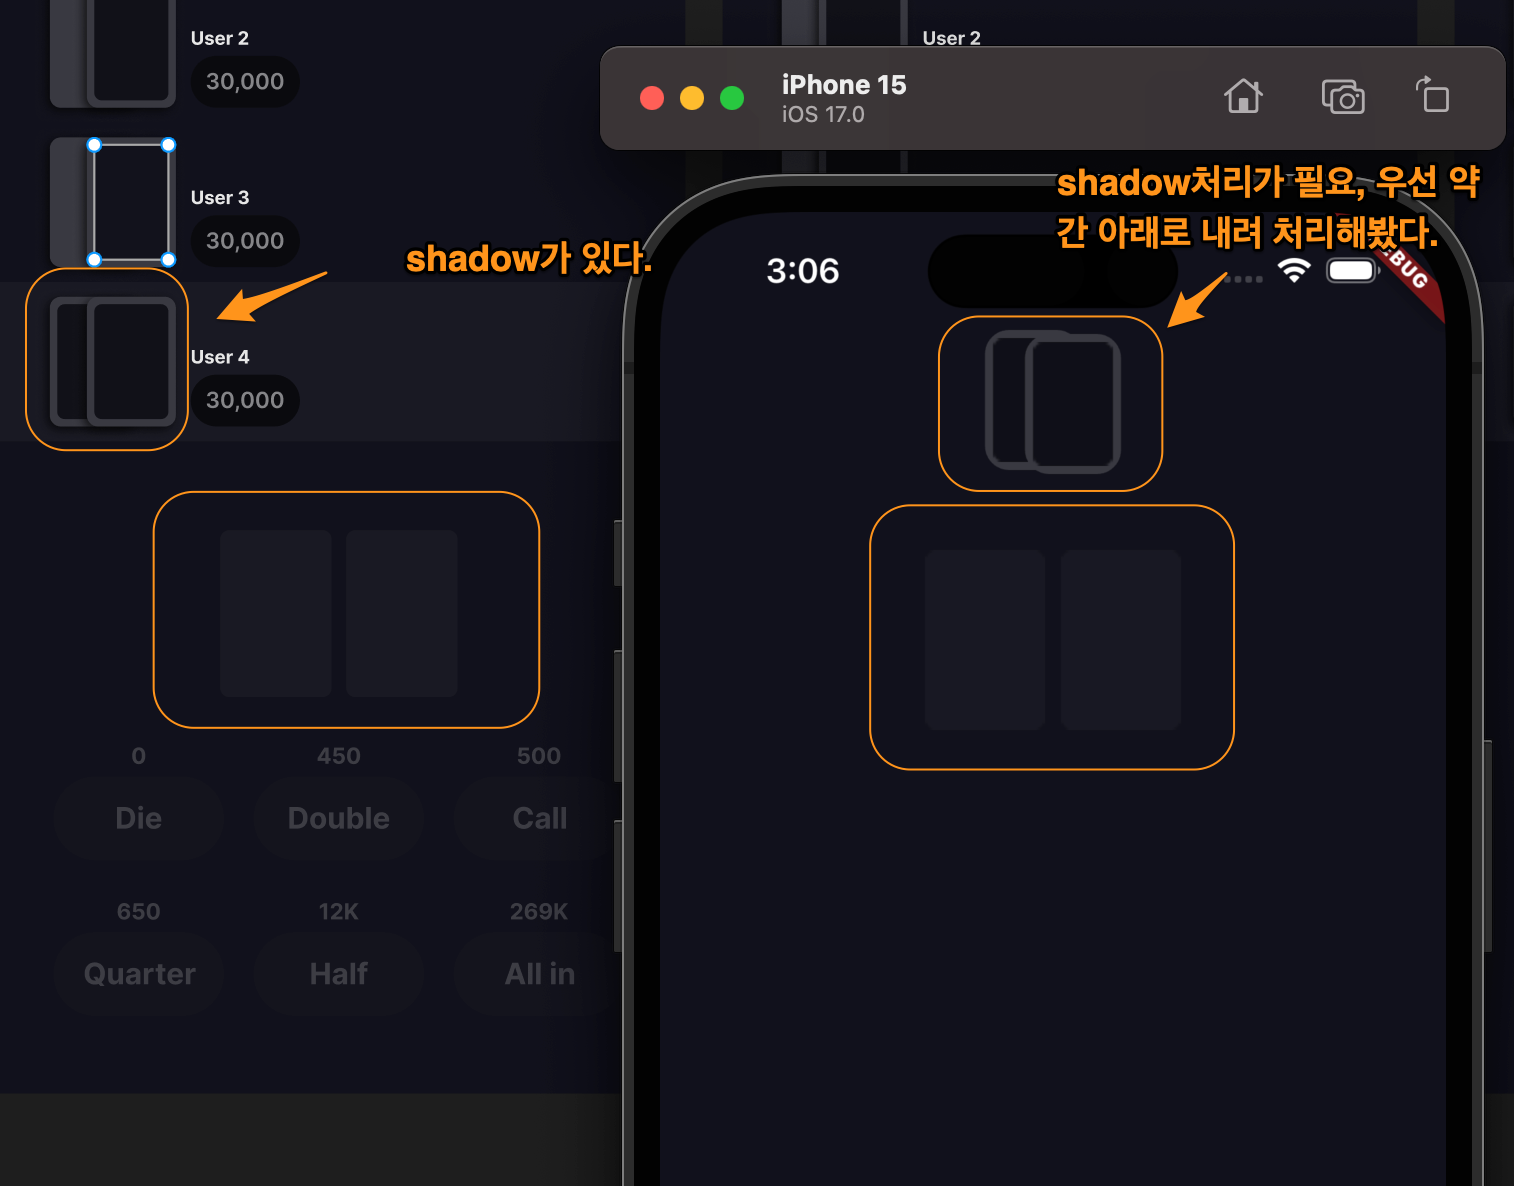 User 2
30,000
User 2
iPhone 15
iOS 17.0
User 3
30,000
shadow가 있다.
shadow처리가 필요, 우선 약
간 아래로 내려 처리해봤다.
3:06
User 4
30,000
0
450
500
Die
Double
Call
650
12K
269K
Quarter
Half
All in